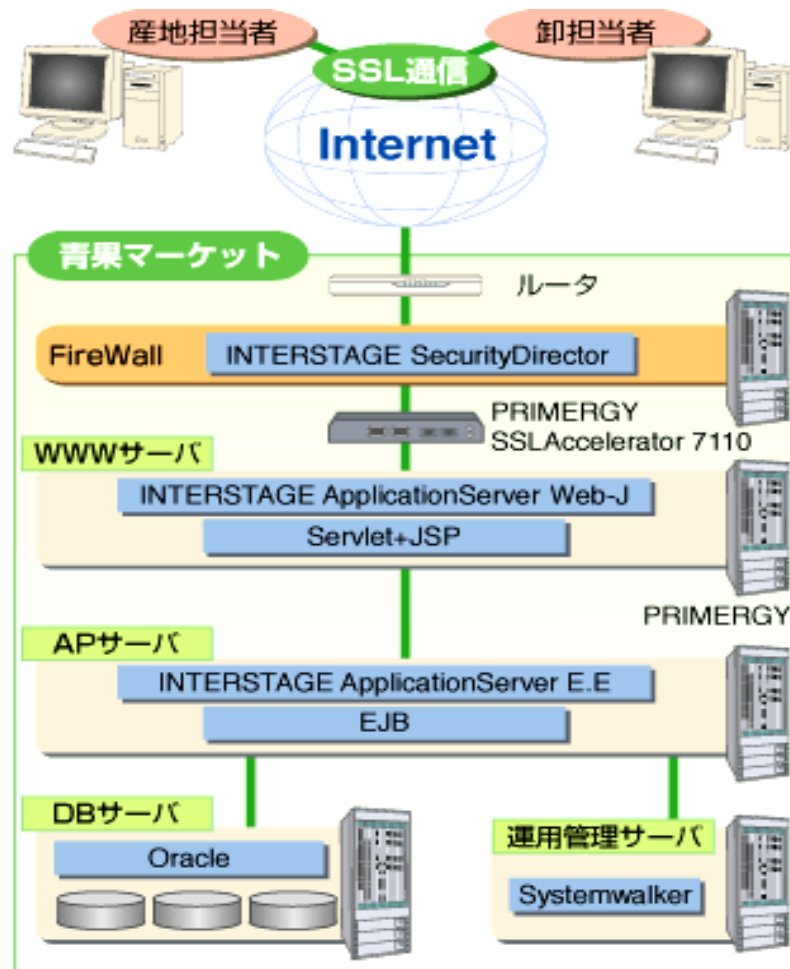 産地担当者
卸担当者
SSL通信
Internet
青果マーケット
ルータ
FireWall
INTERSTAGE SecurityDirector
PRIMERGY
SSLAccelerator 7110
WWWサーバ
INTERSTAGE ApplicationServer Web-J
Servlet+JSP
PRIMERGY
APサーバ
INTERSTAGE ApplicationServer E.E
EJB
DBサーバ
Oracle
運用管理サーバ
Systemwalker